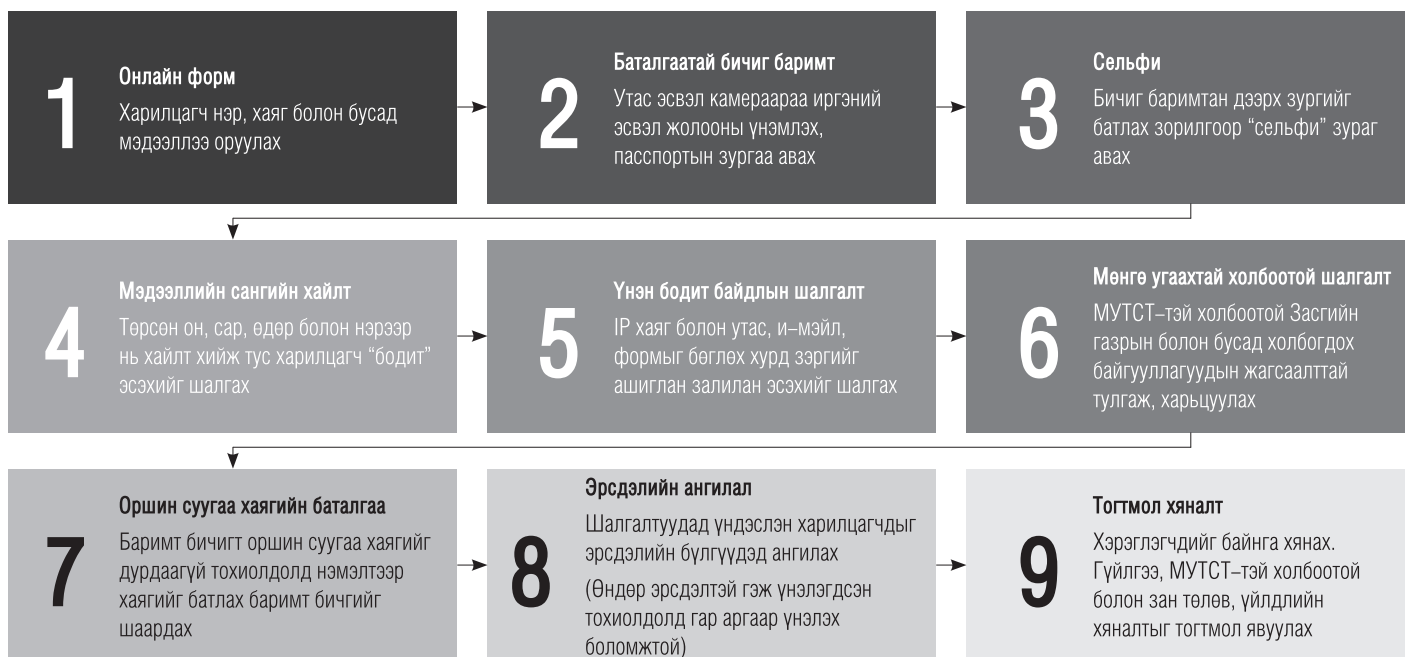 1
Онлайн форм
Харилцагч нэр, хаяг болон бусад
мэдээллээ оруулах
2
Баталгаатай бичиг баримт
Утас эсвэл камераараа иргэний
эсвэл жолооны үнэмлэх,
пасспортын зургаа авах
3
Сельфи
Бичиг баримтан дээрх зургийг
батлах зорилгоор “сельфи” зураг
авах
4
Мэдээллийн сангийн хайлт
Төрсөн он, сар, өдөр болон нэрээр
нь хайлт хийж тус харилцагч “бодит”
эсэхийг шалгах
5
Үнэн бодит байдлын шалгалт
IP хаяг болон утас, и–мэйл,
формыг бөглөх хурд зэргийг
ашиглан залилан эсэхийг шалгах
6
Мөнгө угаахтай холбоотой шалгалт
МУТСТ–тэй холбоотой Засгийн
газрын болон бусад холбогдох
байгууллагуудын жагсаалттай
тулгаж, харьцуулах
7
Оршин суугаа хаягийн баталгаа
Баримт бичигт оршин суугаа хаягийг
дурдаагүй тохиолдолд нэмэлтээр
хаягийг батлах баримт бичгийг
шаардах
8
Эрсдэлийн ангилал
Шалгалтуудад үндэслэн харилцагчдыг
эрсдэлийн бүлгүүдэд ангилах
(Өндөр эрсдэлтэй гэж үнэлэгдсэн
тохиолдолд гар аргаар үнэлэх
боломжтой)
9
Тогтмол хяналт
Хэрэглэгчдийг байнга хянах.
Гүйлгээ, МУТСТ–тэй холбоотой
болон зан төлөв, үйлдлийн
хяналтыг тогтмол явуулах